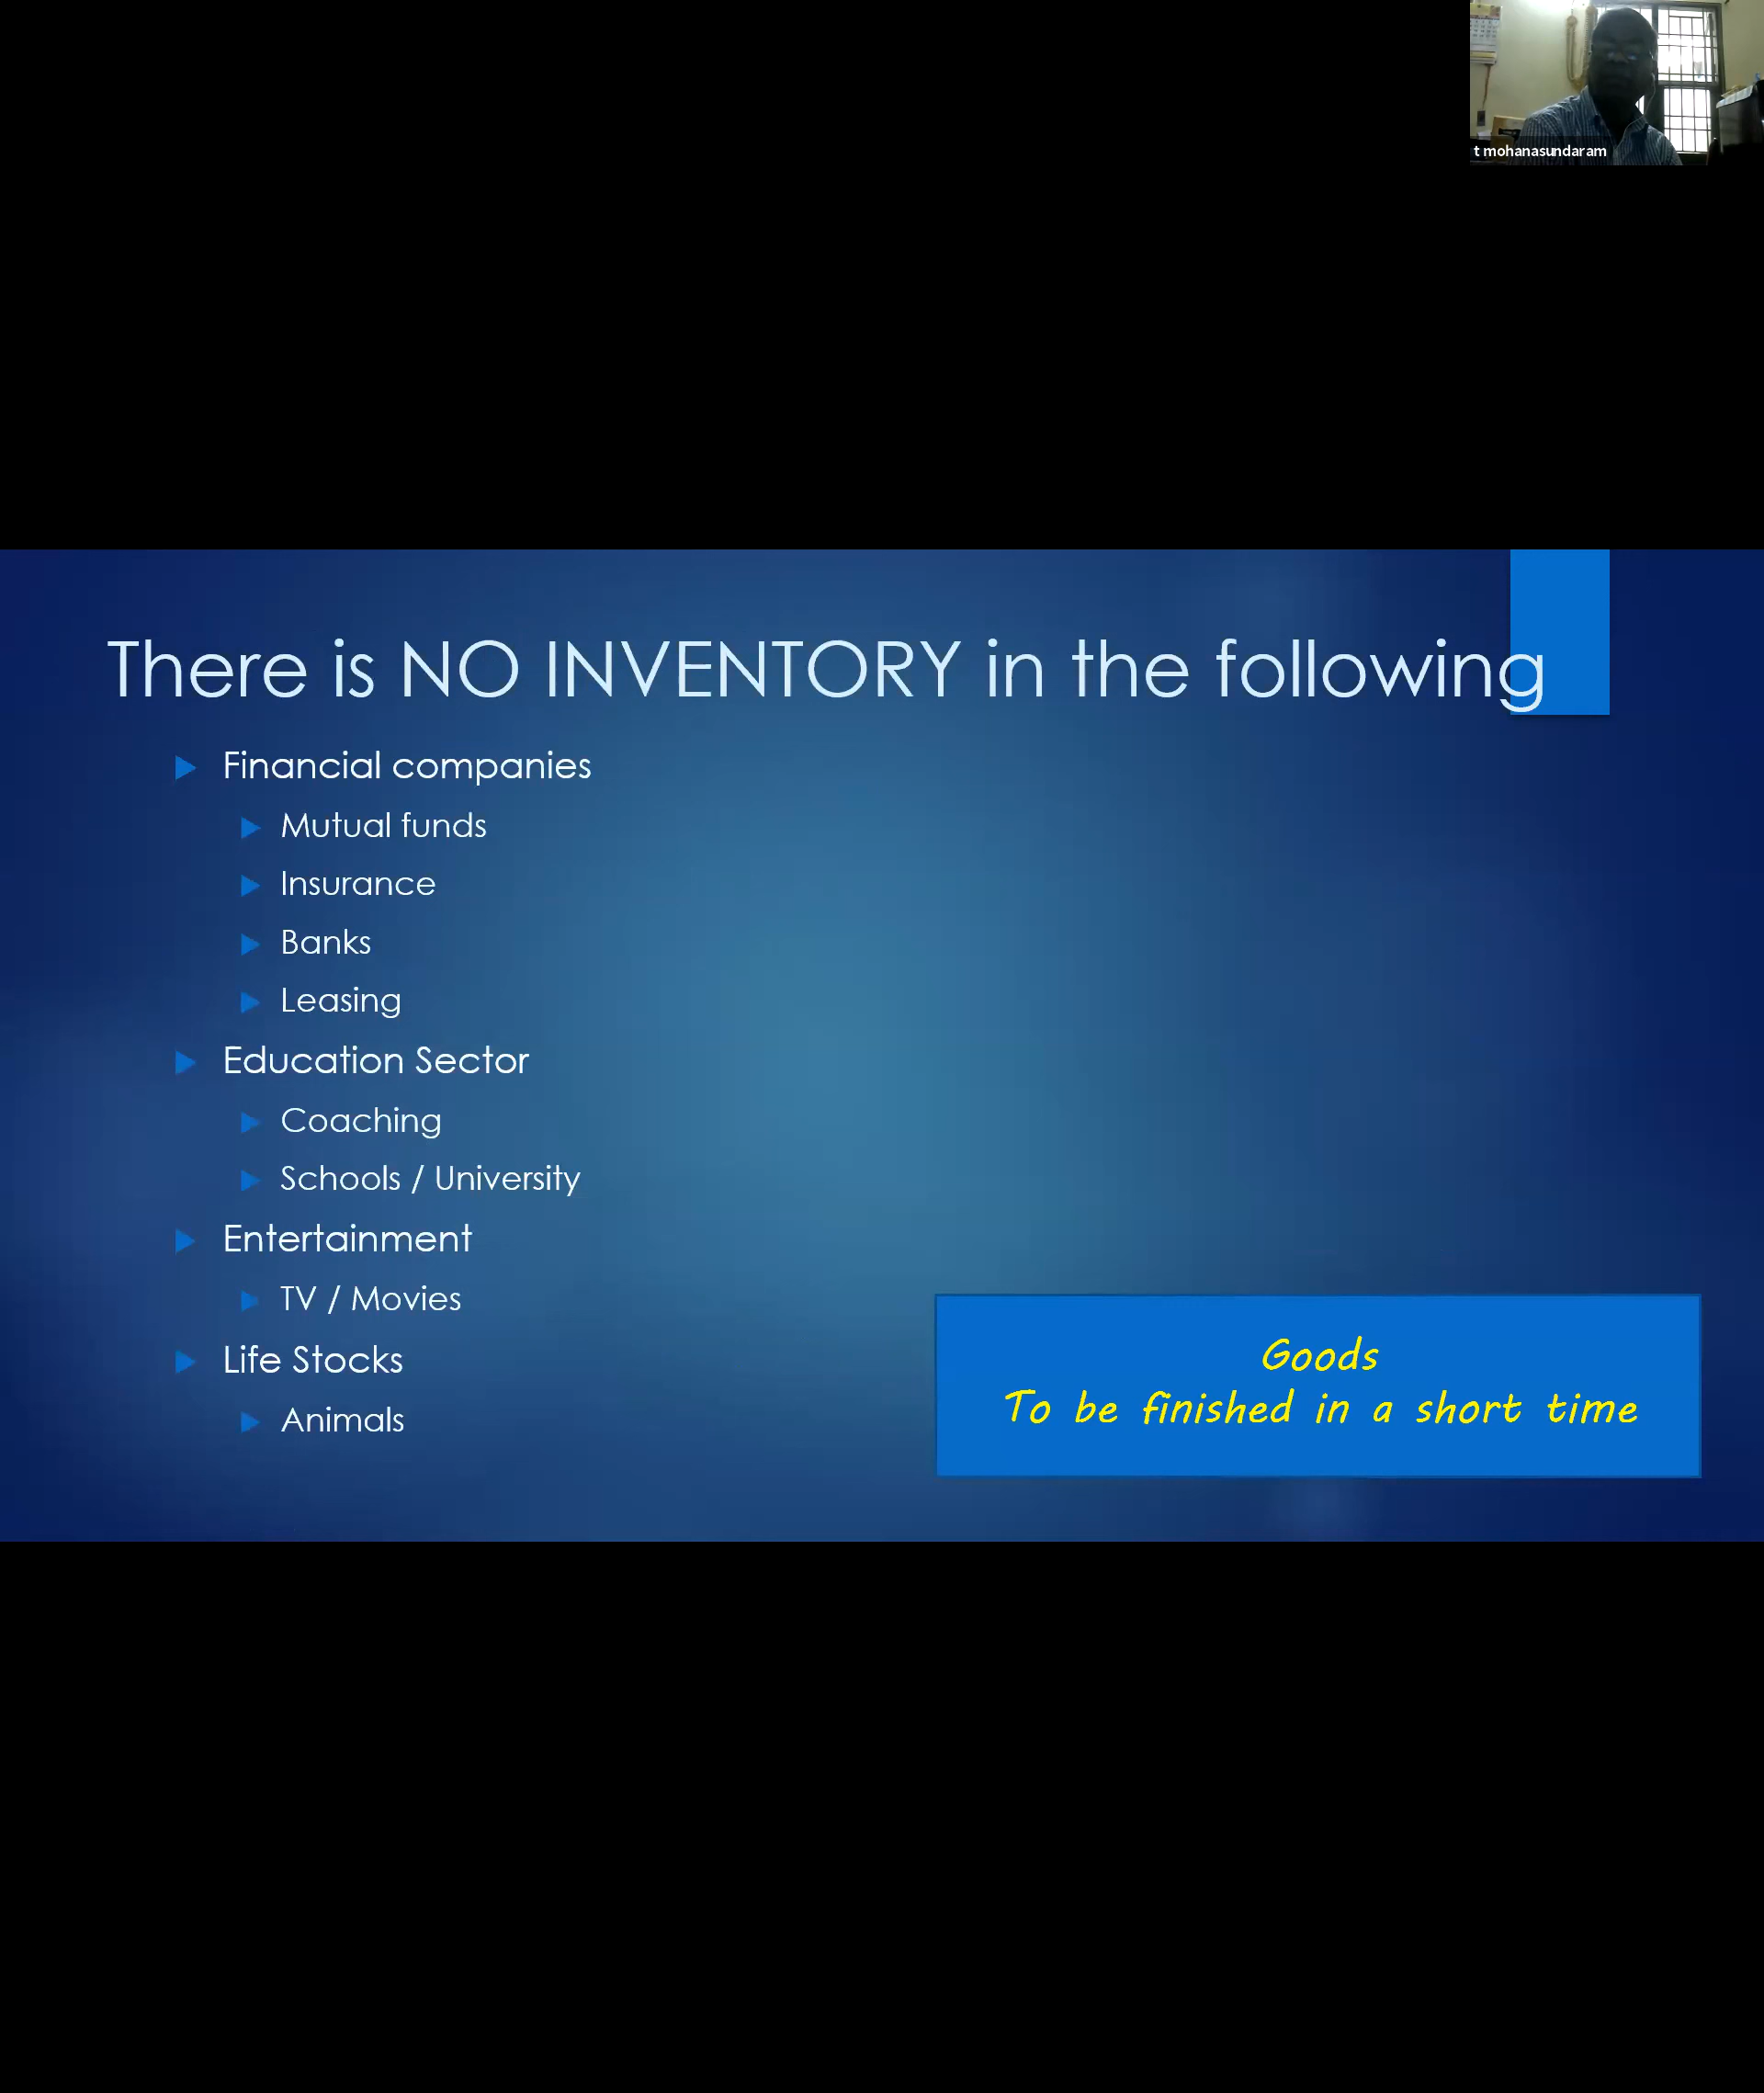 t mohanasundaram
There is NO INVENTORY in the following
Financial companies
Mutual funds
Insurance
Banks
Leasing
Education Sector
Coaching
Schools / University
Entertainment
TV / Movies
Life Stocks
Animals
Goods
To be finished in a short time